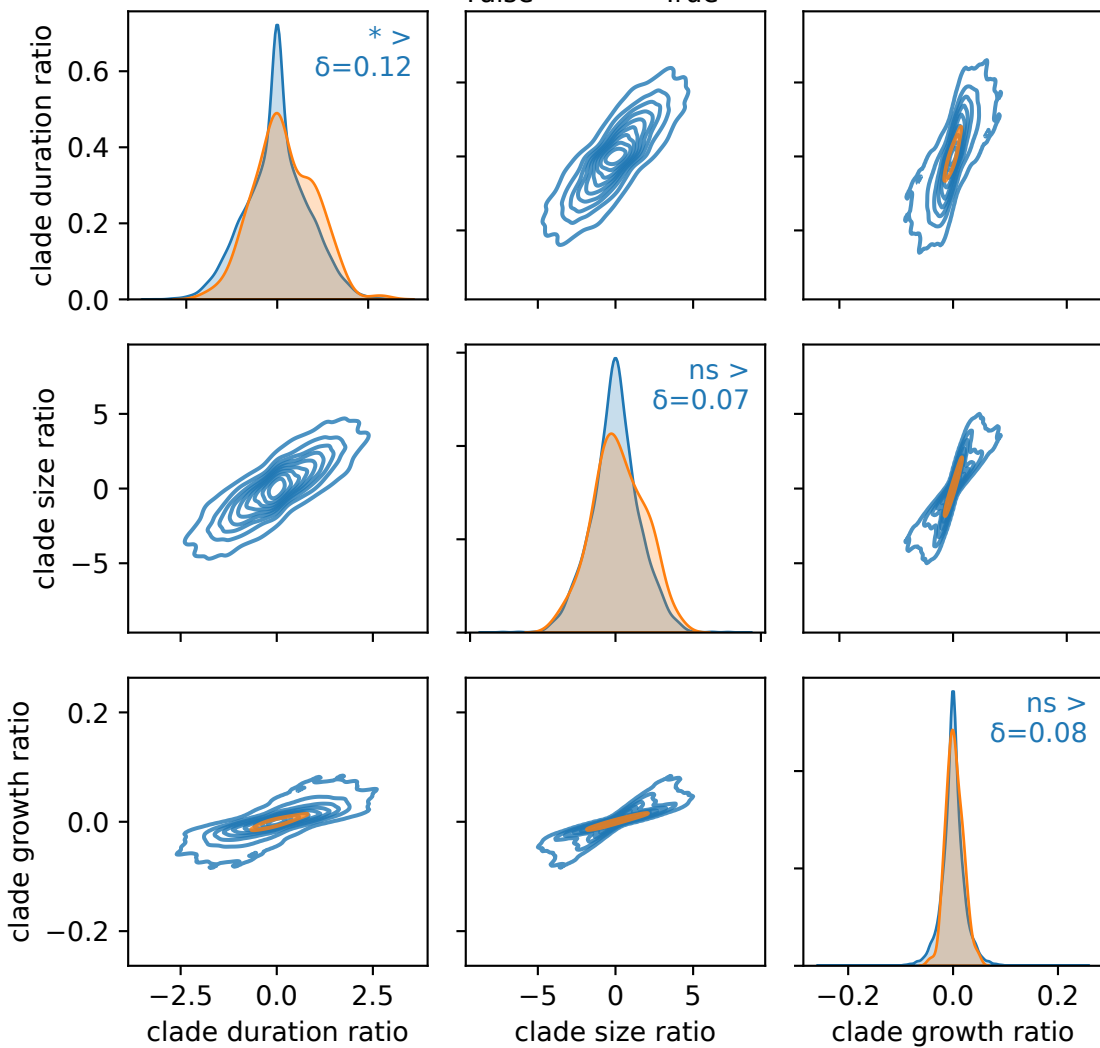 True
clade duration ratio
0.6
0.4
0.2
0.0
* >
δ=0.12
clade size ratio
5
0
−5
ns >
δ=0.07
clade growth ratio
0.2
0.0
−0.2
ns >
δ=0.08
−2.5 0.0 2.5
−5 0 5
−0.2 0.0 0.2
clade duration ratio
clade size ratio
clade growth ratio